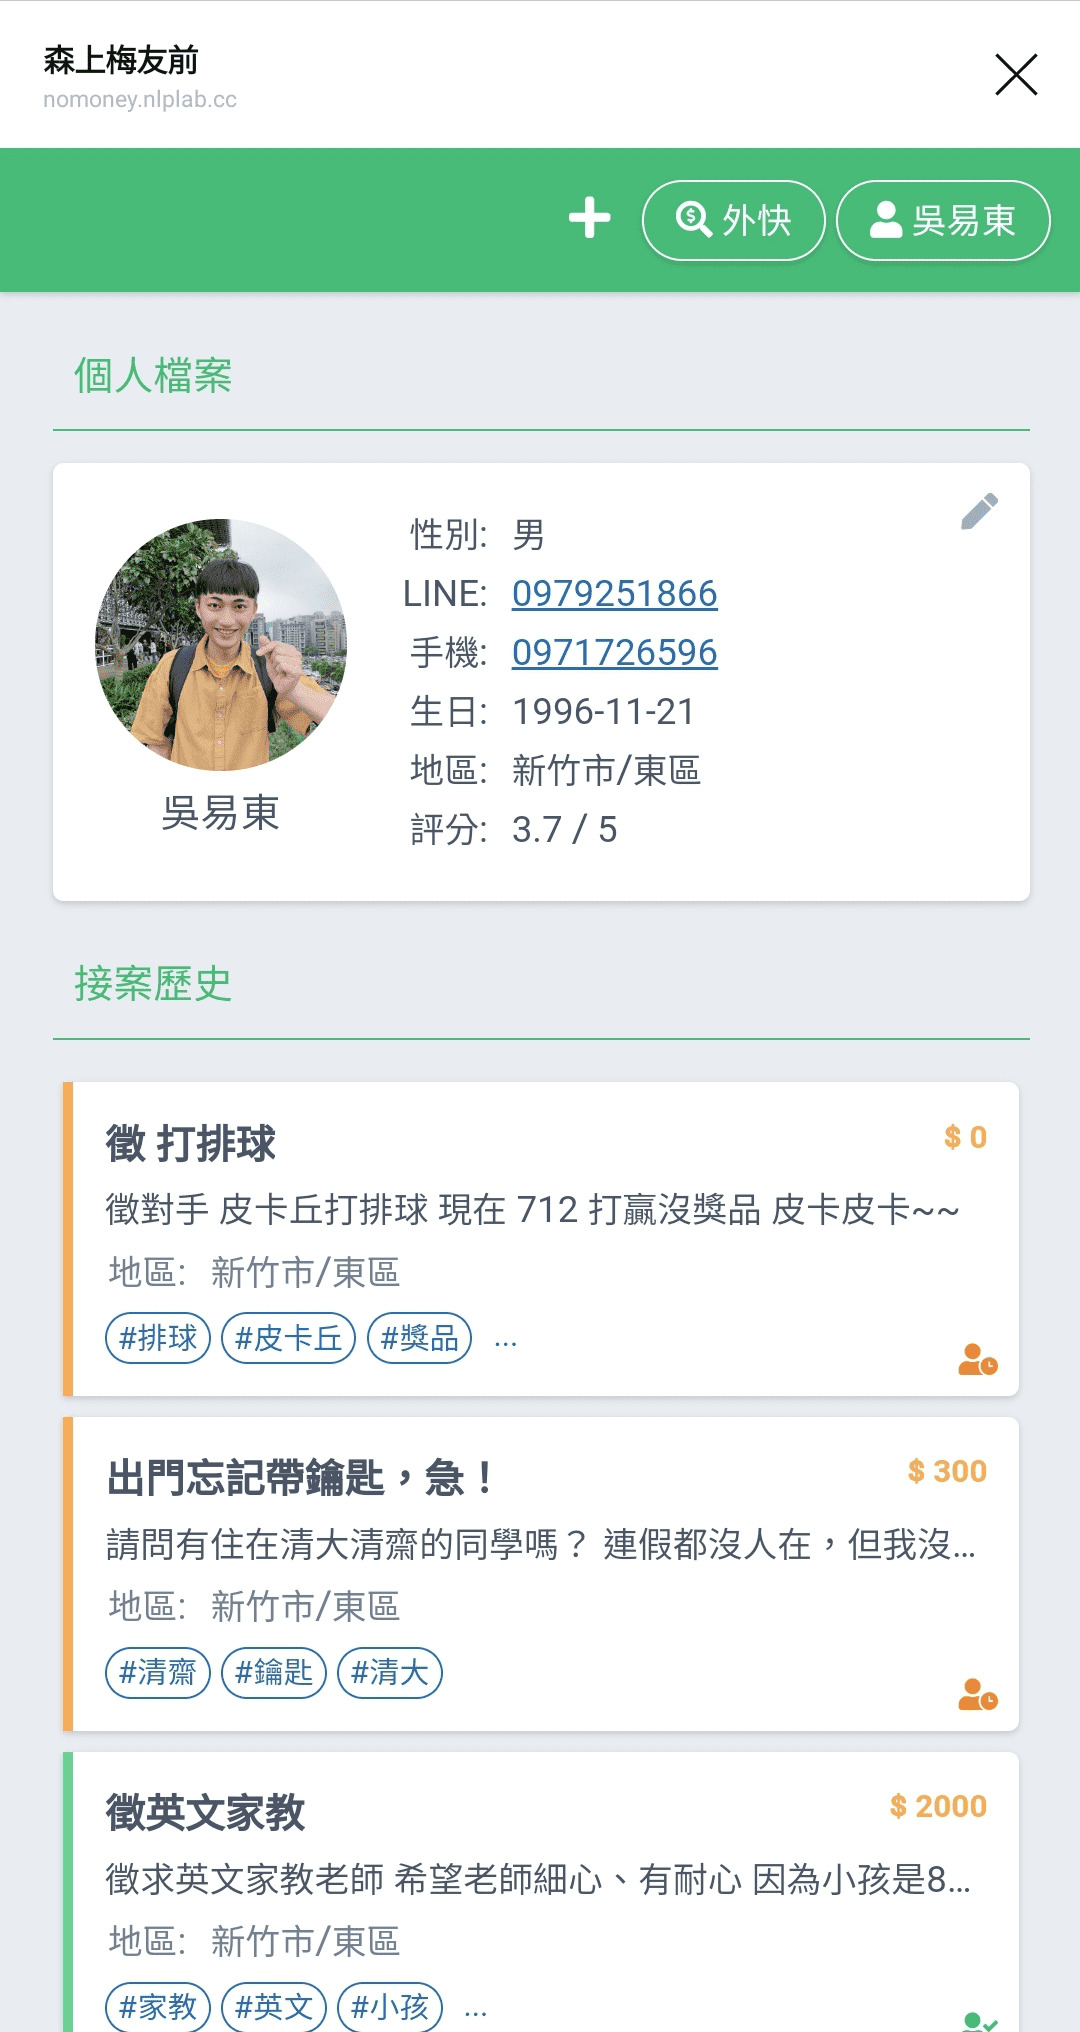 森上梅友前
nomoney.nlplab.cc
外快
吳易東
個人檔案
性別: 男
LINE: 0979251866
手機: 0971726596
生日: 1996-11-21
地區: 新竹市/東區
評分: 3.7 / 5
吳易東
接案歷史
徵 打排球
$ 0
徵對手 皮卡丘打排球 現在 712 打贏沒獎品 皮卡皮卡~~
地區: 新竹市/東區
#排球 #皮卡丘 #獎品 ...
出門忘記帶鑰匙，急！
$ 300
請問有住在清大清齋的同學嗎？ 連假都沒人在，但我沒...
地區: 新竹市/東區
#清齋 #鑰匙 #清大
徵英文家教
$ 2000
徵求英文家教老師 希望老師細心、有耐心 因為小孩是8...
地區: 新竹市/東區
#家教 #英文 #小孩 ...